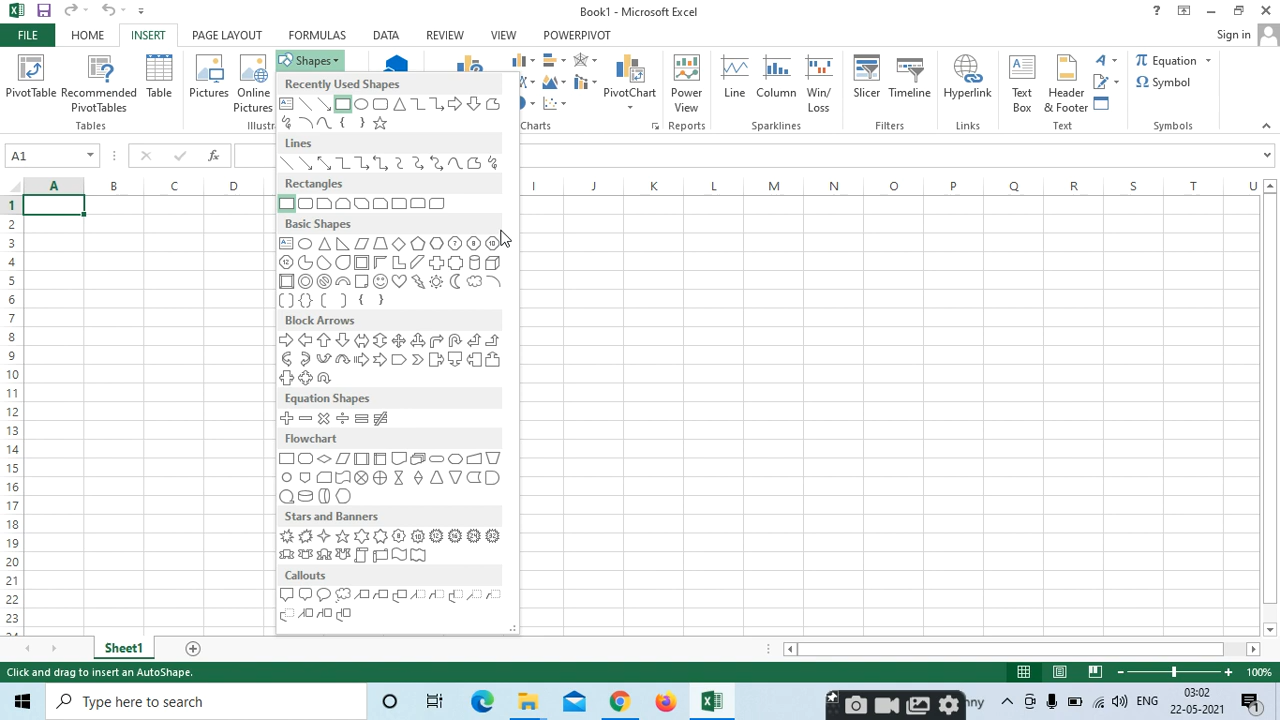 Book1 - Microsoft Excel
?
FILE HOME INSERT PAGE LAYOUT FORMULAS DATA REVIEW VIEW POWERPIVOT Sign in
PivotTable Recommended PivotTables Table Pictures Online Pictures Shapes PivotChart Power View Line Column Win/Loss Slicer Timeline Hyperlink Text Box Header & Footer Equation Symbol
Tables Illustr Charts Reports Sparklines Filters Links Text Symbols
A1 fx
A B C D I J K L M N O P Q R S T U
1
2
3
4
5
6
7
8
9
10
11
12
13
14
15
16
17
18
19
20
21
22
23
Recently Used Shapes
Lines
Rectangles
Basic Shapes
Block Arrows
Equation Shapes
Flowchart
Stars and Banners
Callouts
Sheet1
Click and drag to insert an AutoShape. 100%
Type here to search nny ENG 03:02
22-05-2021